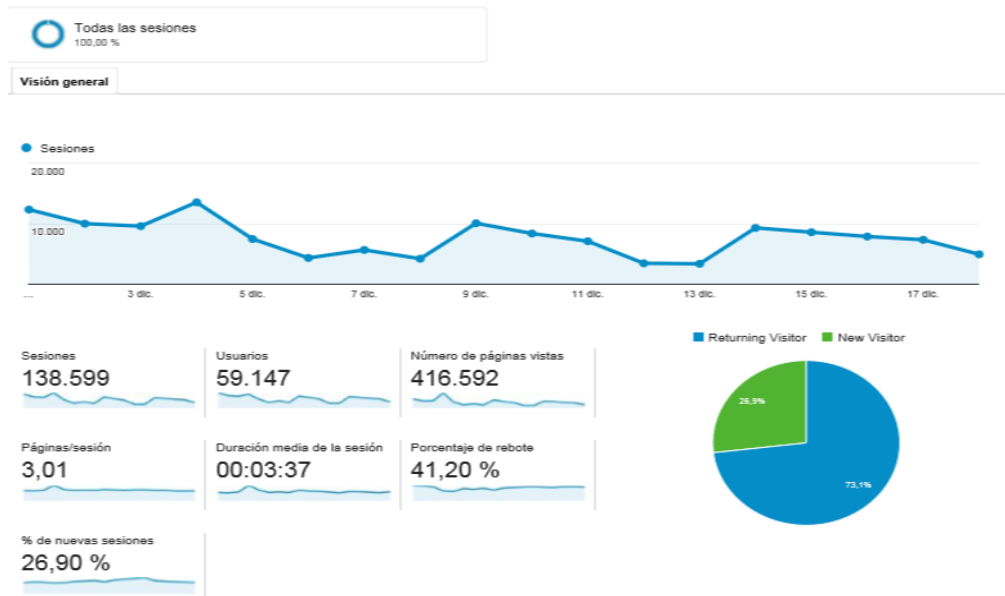 Todas las sesiones
100,00 %
Visión general
Sesiones
20.000
10.000
...
3 dic.
5 dic.
7 dic.
9 dic.
11 dic.
13 dic.
15 dic.
17 dic.
Sesiones
138.599
Usuarios
59.147
Número de páginas vistas
416.592
Returning Visitor
New Visitor
26,9%
73,1%
Páginas/sesión
3,01
Duración media de la sesión
00:03:37
Porcentaje de rebote
41,20 %
% de nuevas sesiones
26,90 %